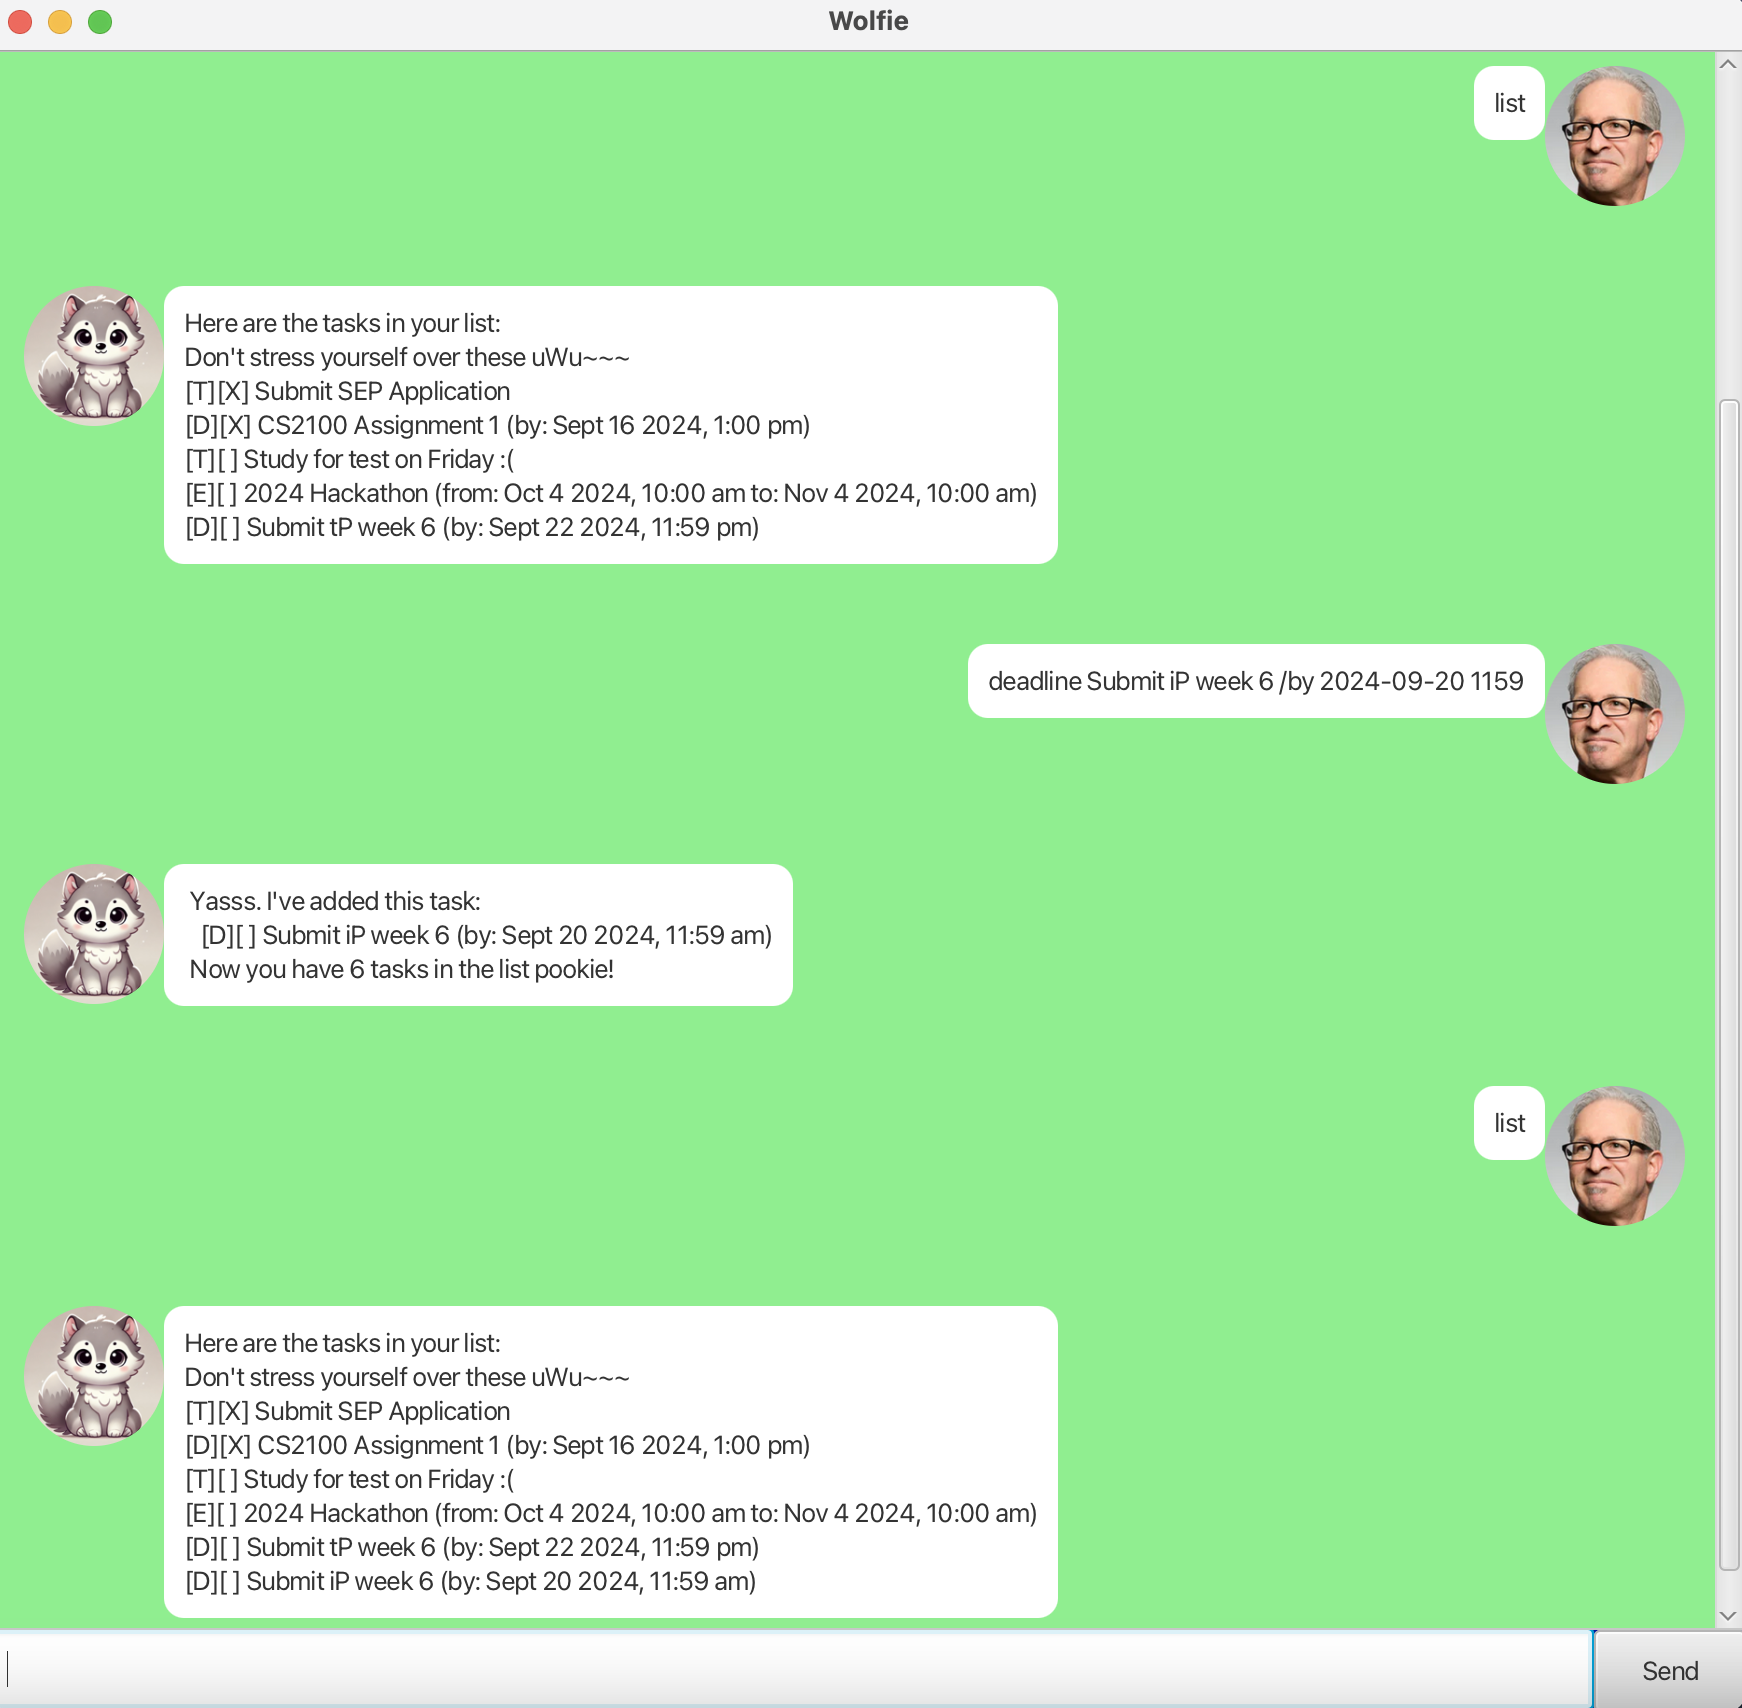 Wolfie
list
Here are the tasks in your list:
Don't stress yourself over these uWu~~~
[T][X] Submit SEP Application
[D][X] CS2100 Assignment 1 (by: Sept 16 2024, 1:00 pm)
[T][ ] Study for test on Friday :(
[E][ ] 2024 Hackathon (from: Oct 4 2024, 10:00 am to: Nov 4 2024, 10:00 am)
[D][ ] Submit tP week 6 (by: Sept 22 2024, 11:59 pm)
deadline Submit iP week 6 /by 2024-09-20 1159
Yasss. I've added this task:
[D][ ] Submit iP week 6 (by: Sept 20 2024, 11:59 am)
Now you have 6 tasks in the list pookie!
list
Here are the tasks in your list:
Don't stress yourself over these uWu~~~
[T][X] Submit SEP Application
[D][X] CS2100 Assignment 1 (by: Sept 16 2024, 1:00 pm)
[T][ ] Study for test on Friday :(
[E][ ] 2024 Hackathon (from: Oct 4 2024, 10:00 am to: Nov 4 2024, 10:00 am)
[D][ ] Submit tP week 6 (by: Sept 22 2024, 11:59 pm)
[D][ ] Submit iP week 6 (by: Sept 20 2024, 11:59 am)
Send